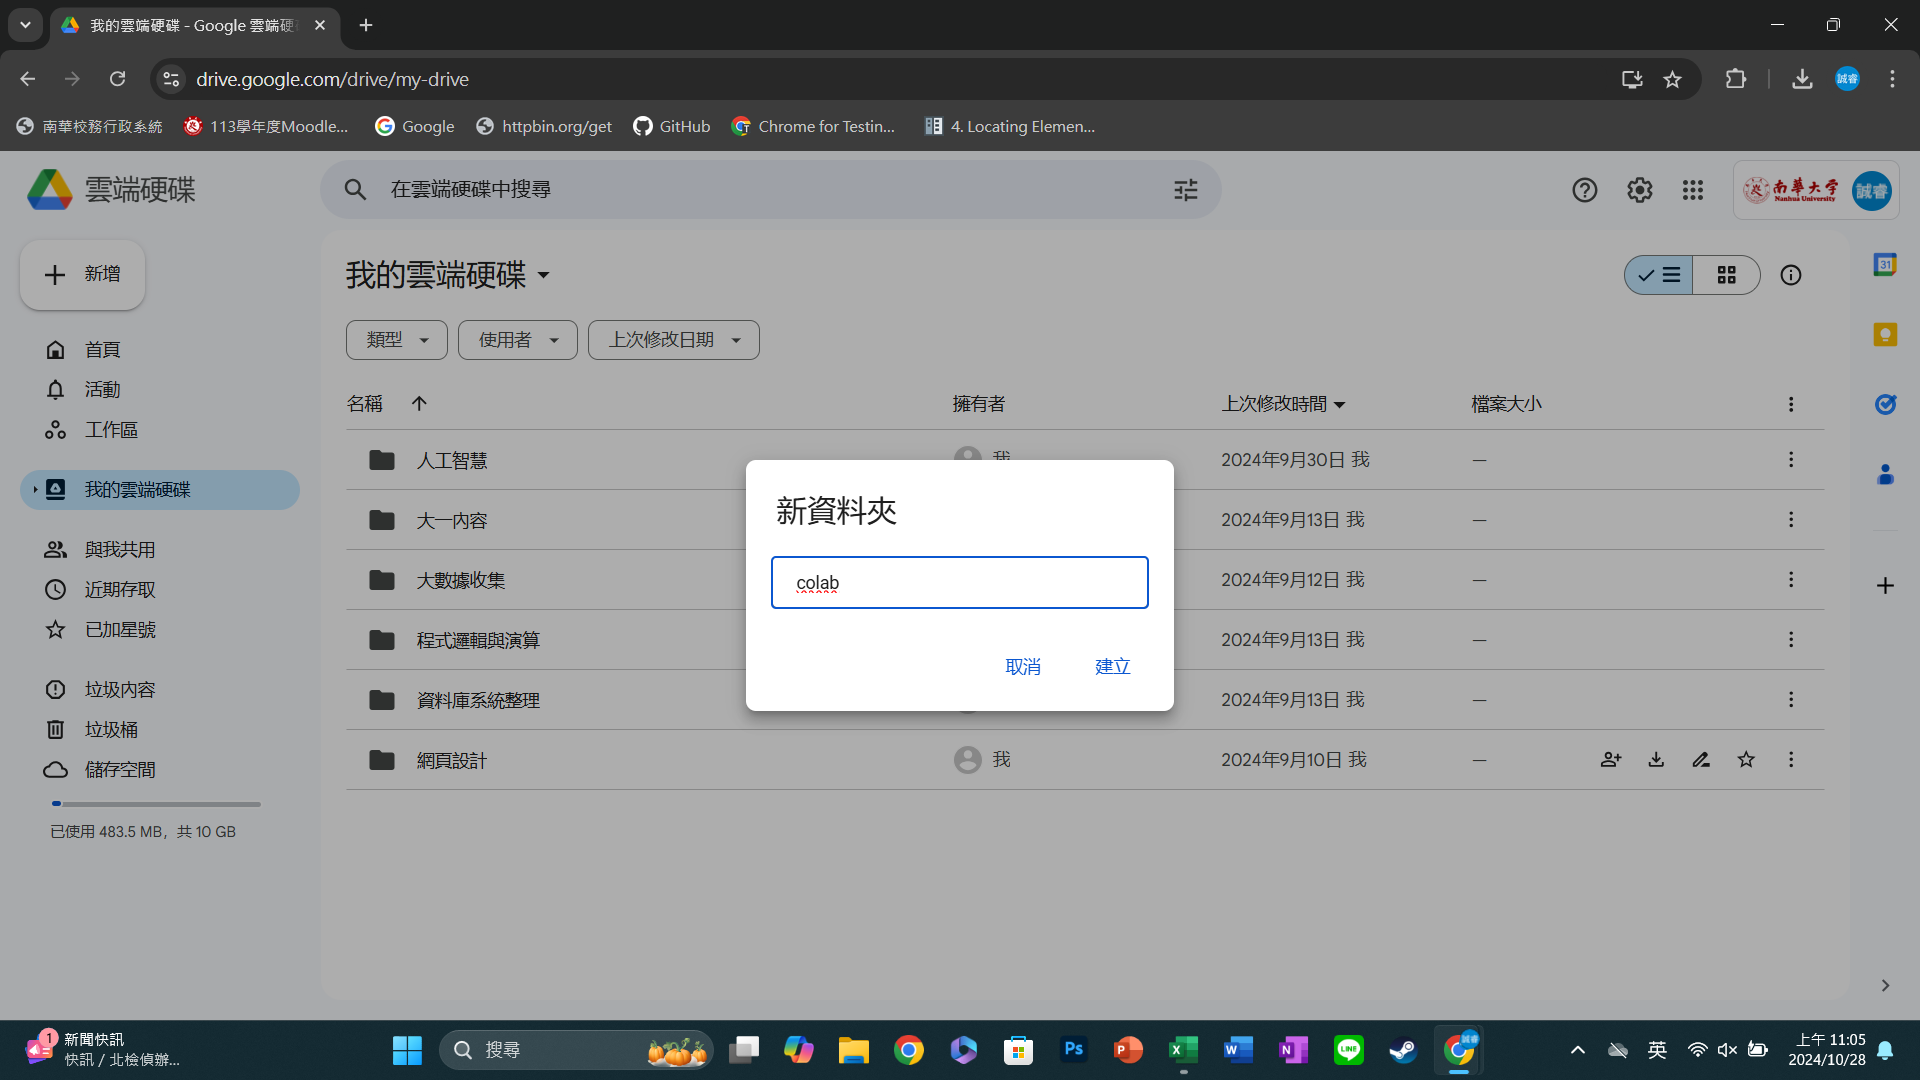 我的雲端硬碟 - Google 雲端硬
drive.google.com/drive/my-drive
誠睿
南華校務行政系統
113學年度Moodle...
Google
httpbin.org/get
GitHub
Chrome for Testin...
4. Locating Elemen...
雲端硬碟
在雲端硬碟中搜尋
南華大學
Nanhua University
誠睿
新增
我的雲端硬碟
31
類型
使用者
上次修改日期
首頁
活動
工作區
我的雲端硬碟
與我共用
近期存取
已加星號
垃圾內容
垃圾桶
儲存空間
已使用 483.5 MB，共 10 GB
名稱
擁有者
上次修改時間
檔案大小
人工智慧
我
2024年9月30日 我
—
大一內容
2024年9月13日 我
—
大數據收集
2024年9月12日 我
—
程式邏輯與演算
2024年9月13日 我
—
資料庫系統整理
2024年9月13日 我
—
網頁設計
我
2024年9月10日 我
—
新資料夾
colab
取消
建立
1
新聞快訊
快訊 / 北檢偵辦...
搜尋
Ps
P
X
W
N
LINE
誠睿
英
上午 11:05
2024/10/28